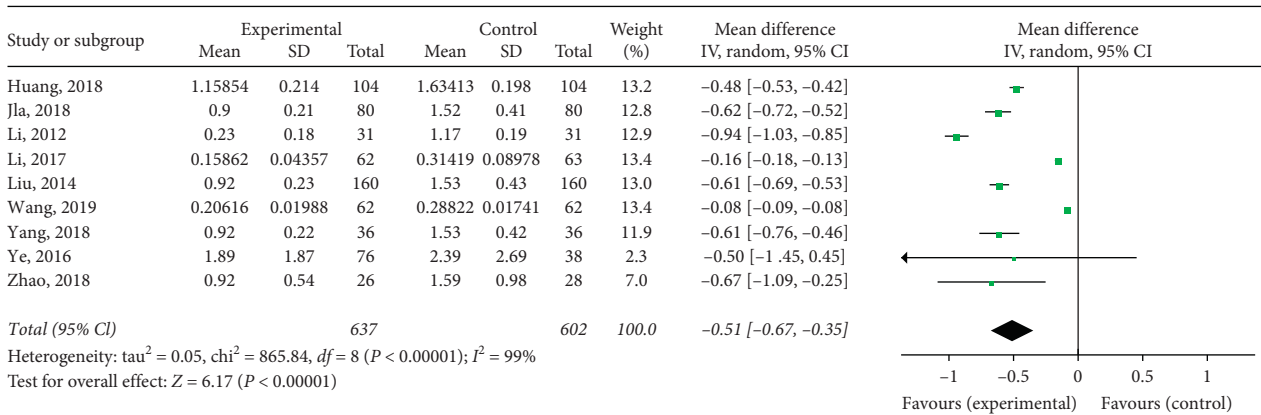 Study or subgroup Experimental Control Weight (%) Mean difference IV, random, 95% CI Mean difference IV, random, 95% CI
Mean SD Total Mean SD Total
Huang, 2018 1.15854 0.214 104 1.63413 0.198 104 13.2 –0.48 [–0.53, –0.42]
Jla, 2018 0.9 0.21 80 1.52 0.41 80 12.8 –0.62 [–0.72, –0.52]
Li, 2012 0.23 0.18 31 1.17 0.19 31 12.9 –0.94 [–1.03, –0.85]
Li, 2017 0.15862 0.04357 62 0.31419 0.08978 63 13.4 –0.16 [–0.18, –0.13]
Liu, 2014 0.92 0.23 160 1.53 0.43 160 13.0 –0.61 [–0.69, –0.53]
Wang, 2019 0.20616 0.01988 62 0.28822 0.01741 62 13.4 –0.08 [–0.09, –0.08]
Yang, 2018 0.92 0.22 36 1.53 0.42 36 11.9 –0.61 [–0.76, –0.46]
Ye, 2016 1.89 1.87 76 2.39 2.69 38 2.3 –0.50 [–1 .45, 0.45]
Zhao, 2018 0.92 0.54 26 1.59 0.98 28 7.0 –0.67 [–1.09, –0.25]
Total (95% Cl) 637 602 100.0 –0.51 [–0.67, –0.35]
Heterogeneity: tau² = 0.05, chi² = 865.84, df = 8 (P < 0.00001); I² = 99%
Test for overall effect: Z = 6.17 (P < 0.00001)
–1 –0.5 0 0.5 1
Favours (experimental) Favours (control)